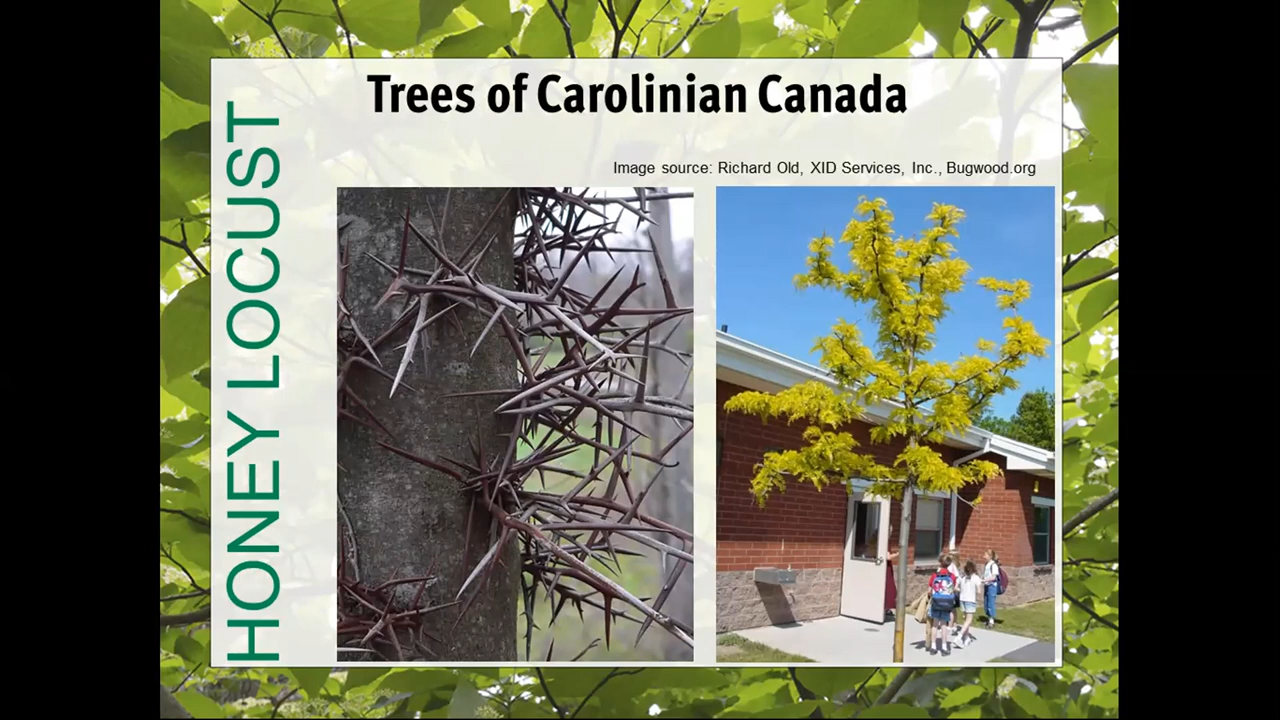 Trees of Carolinian Canada
HONEY LOCUST
Image source: Richard Old, XID Services, Inc., Bugwood.org